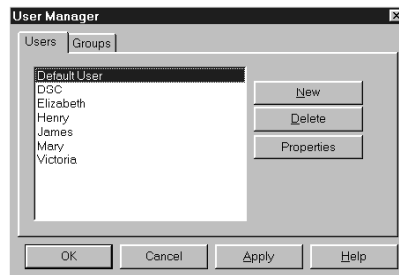 User Manager
Users Groups
Default User
DSC
Elizabeth
Henry
James
Mary
Victoria
New
Delete
Properties
OK Cancel Apply Help